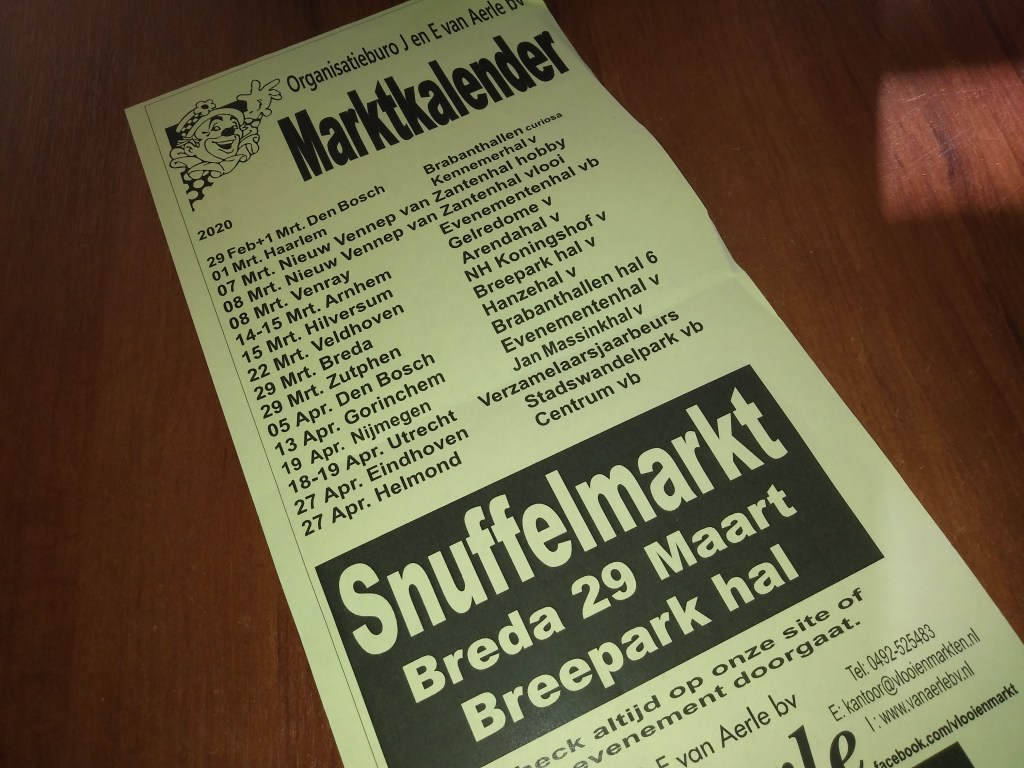 Organisatieburo J en E van Aerle bv
Marktkalender
2020
29 Feb+1 Mrt. Den Bosch Brabanthallen curiosa
01 Mrt. Haarlem Kennemerhal v
07 Mrt. Nieuw Vennep van Zantenhal hobby
08 Mrt. Nieuw Vennep van Zantenhal vlooi
08 Mrt. Venray Evenementenhal vb
14-15 Mrt. Arnhem Gelredome v
15 Mrt. Hilversum Arendahal v
22 Mrt. Veldhoven NH Koningshof v
29 Mrt. Breda Breepark hal v
29 Mrt. Zutphen Hanzehal v
05 Apr. Den Bosch Brabanthallen hal 6
13 Apr. Gorinchem Evenementenhal v
19 Apr. Nijmegen Jan Massinkhal v
18-19 Apr. Utrecht Verzamelaarsjaarbeurs
27 Apr. Eindhoven Stadswandelpark vb
27 Apr. Helmond Centrum vb
Snuffelmarkt
Breda 29 Maart
Breepark hal
heck altijd op onze site of
evenement doorgaat.
E van Aerle bv
Tel: 0492-525483
E: kantoor@vlooienmarkten.nl
I : www.vanaerlebv.nl
facebook.com/vlooienmarkt